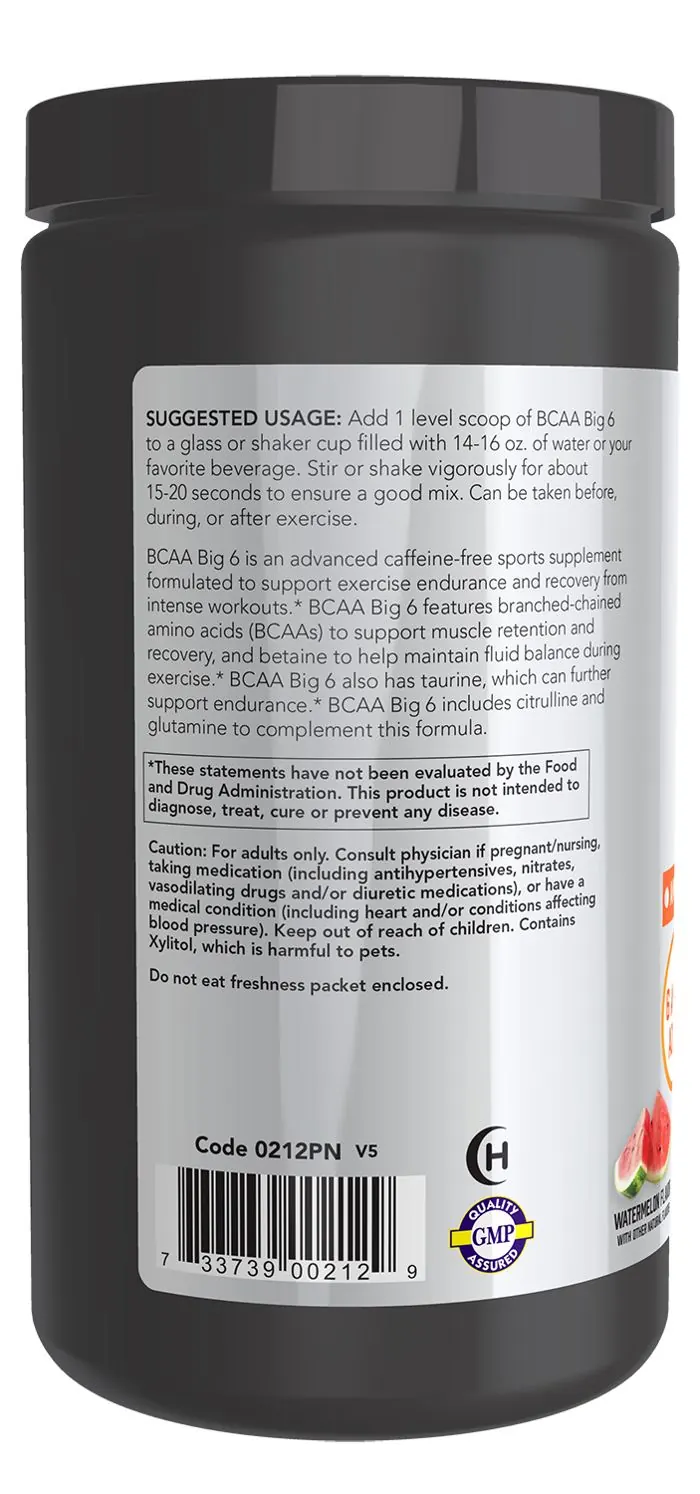 SUGGESTED USAGE: Add 1 level scoop of BCAA Big 6
to a glass or shaker cup filled with 14-16 oz. of water or your
favorite beverage. Stir or shake vigorously for about
15-20 seconds to ensure a good mix. Can be taken before,
during, or after exercise.
BCAA Big 6 is an advanced caffeine-free sports supplement
formulated to support exercise endurance and recovery from
intense workouts.* BCAA Big 6 features branched-chained
amino acids (BCAAs) to support muscle retention and
recovery, and betaine to help maintain fluid balance during
exercise.* BCAA Big 6 also has taurine, which can further
support endurance.* BCAA Big 6 includes citrulline and
glutamine to complement this formula.
*These statements have not been evaluated by the Food
and Drug Administration. This product is not intended to
diagnose, treat, cure or prevent any disease.
Caution: For adults only. Consult physician if pregnant/nursing,
taking medication (including antihypertensives, nitrates,
vasodilating drugs and/or diuretic medications), or have a
medical condition (including heart and/or conditions affecting
blood pressure). Keep out of reach of children. Contains
Xylitol, which is harmful to pets.
Do not eat freshness packet enclosed.
Code 0212PN V5
H
QUALITY
GMP
ASSURED
7 33739 00212 9
WATERMELON
WITH OTHER NATURAL